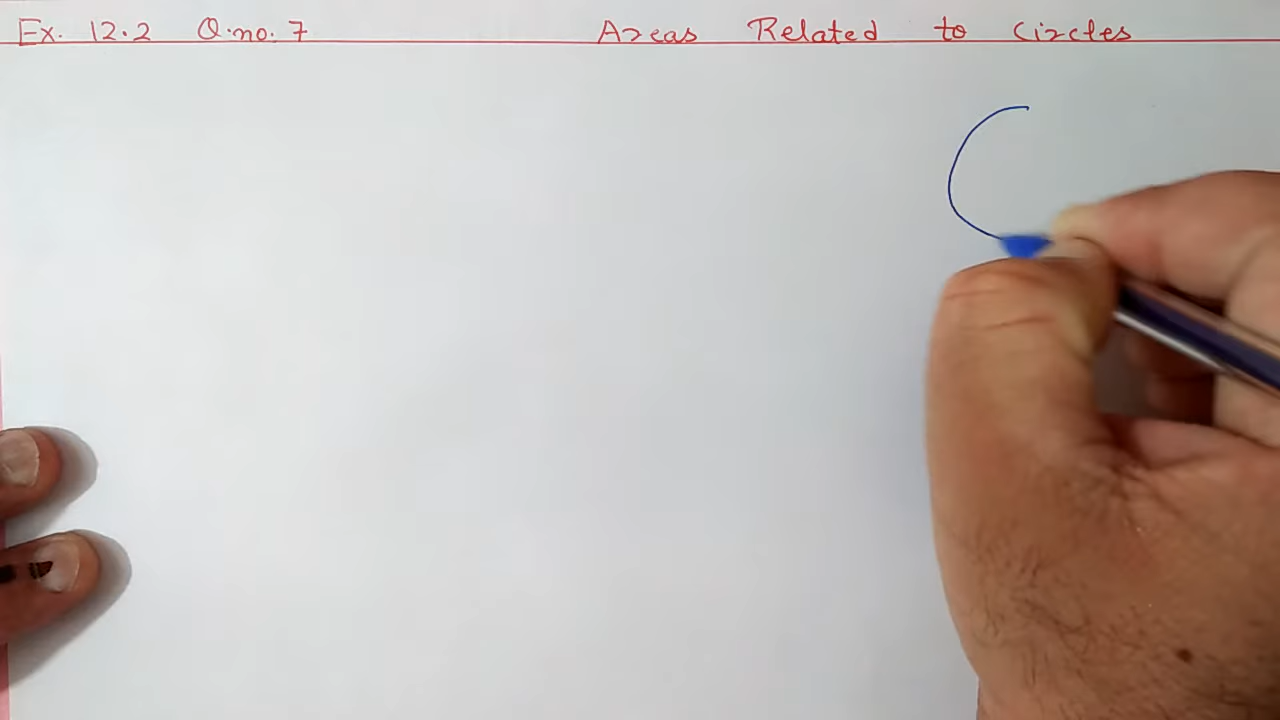 Ex. 12.2 Q.no. 7 Areas Related to Circles